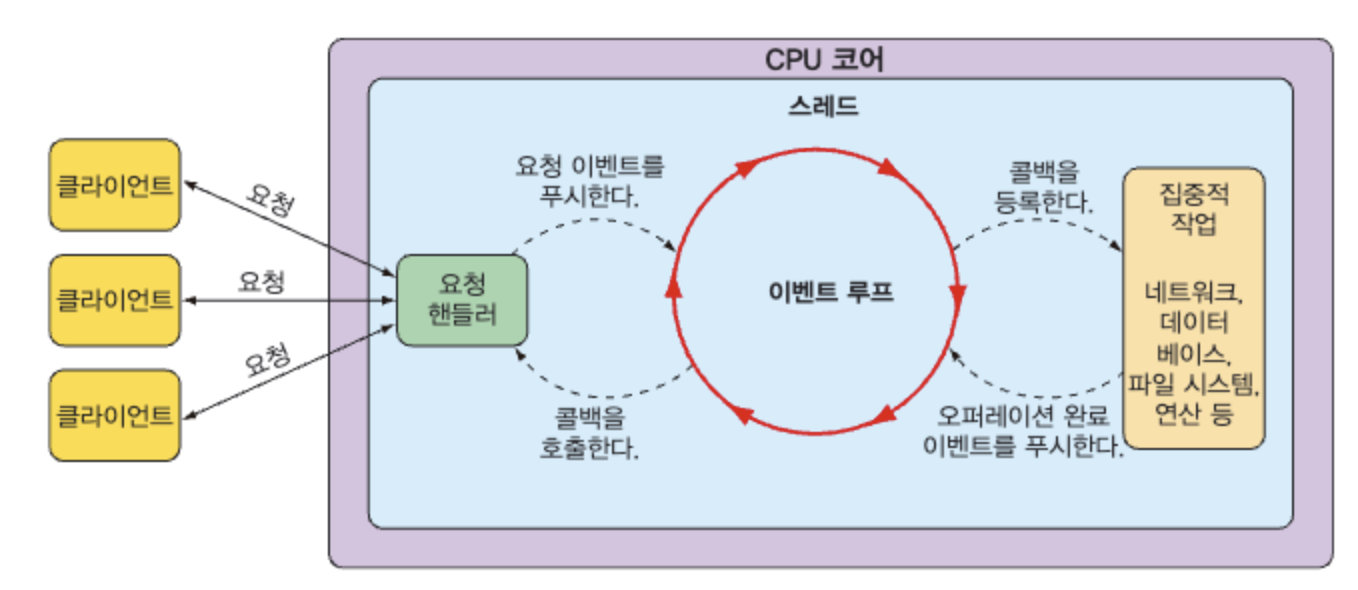 CPU 코어
스레드
클라이언트
요청
클라이언트
요청
클라이언트
요청
요청
핸들러
요청 이벤트를
푸시한다.
콜백을
호출한다.
이벤트 루프
콜백을
등록한다.
오퍼레이션 완료
이벤트를 푸시한다.
집중적
작업
네트워크,
데이터
베이스,
파일 시스템,
연산 등